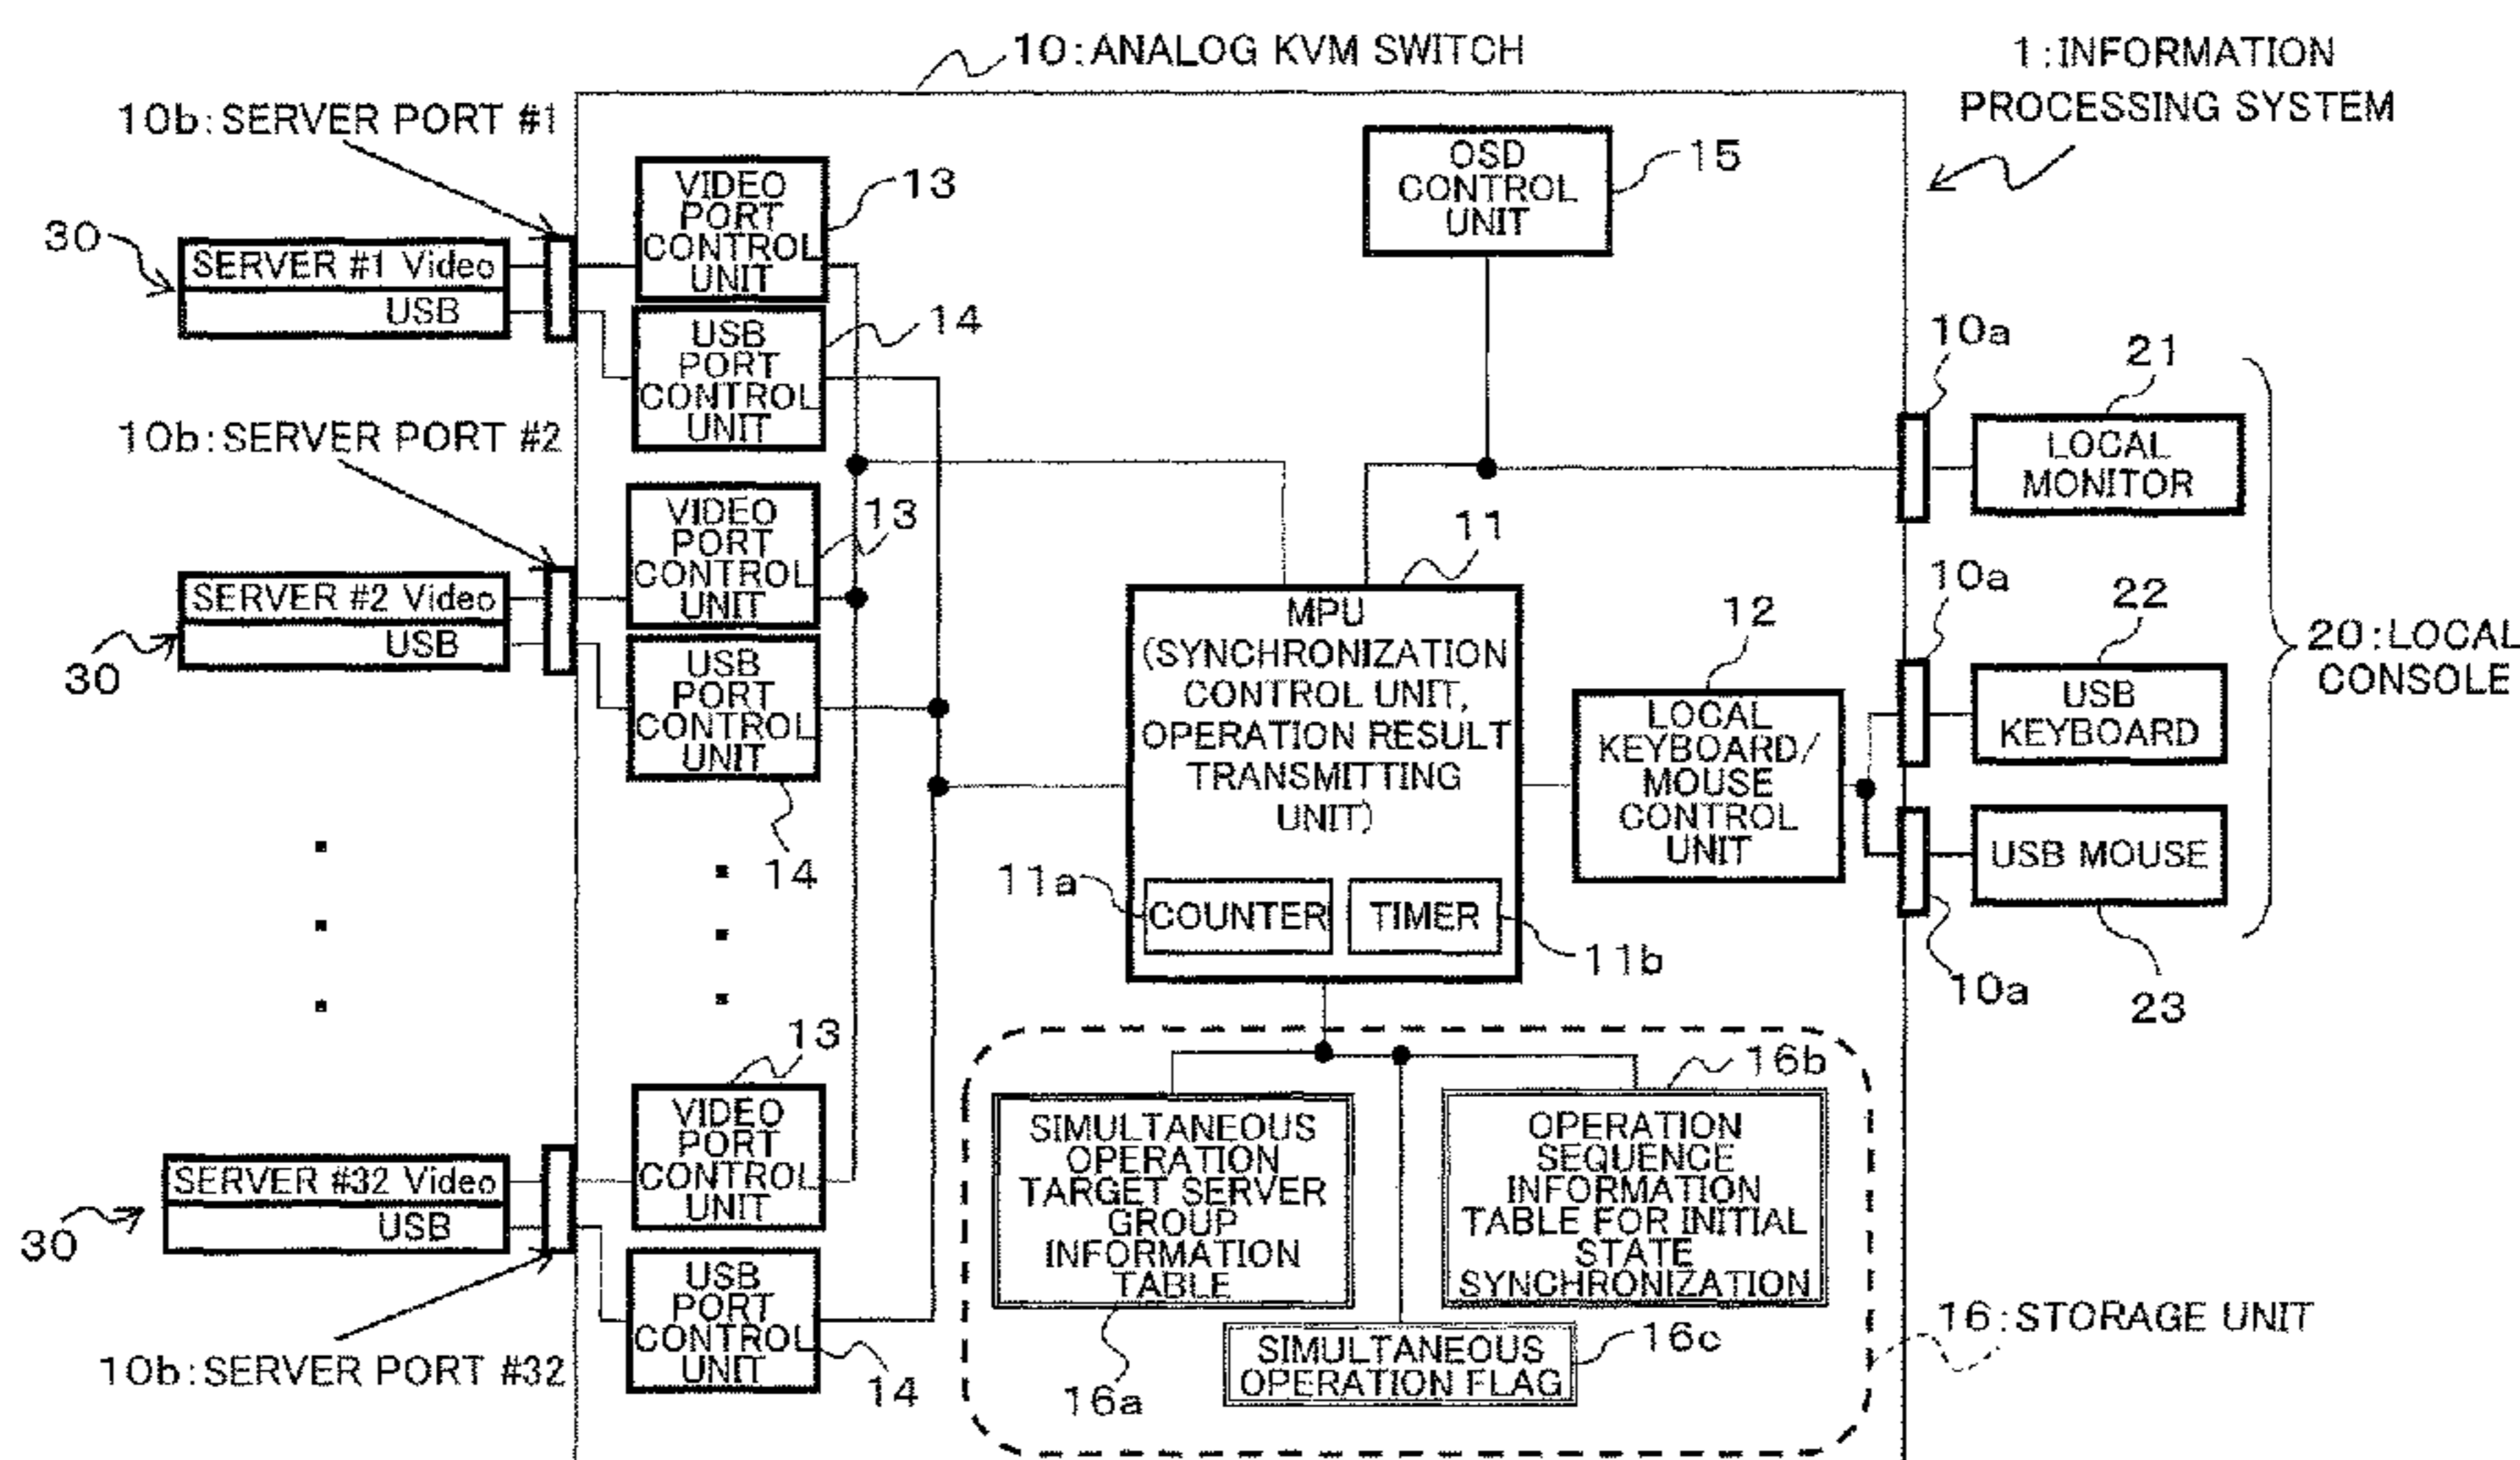 10:ANALOG KVM SWITCH
1:INFORMATION
PROCESSING SYSTEM
10b:SERVER PORT #1
VIDEO
PORT
CONTROL
UNIT
13
OSD
CONTROL
UNIT
15
30
SERVER #1 Video
USB
USB
PORT
CONTROL
UNIT
14
10a
21
LOCAL
MONITOR
10b:SERVER PORT #2
VIDEO
PORT
CONTROL
UNIT
13
11
10a
22
USB
KEYBOARD
20:LOCAL
CONSOLE
30
SERVER #2 Video
USB
USB
PORT
CONTROL
UNIT
14
MPU
(SYNCHRONIZATION
CONTROL UNIT,
OPERATION RESULT
TRANSMITTING
UNIT)
12
LOCAL
KEYBOARD/
MOUSE
CONTROL
UNIT
USB MOUSE
11a
COUNTER
TIMER
11b
10a
23
13
VIDEO
PORT
CONTROL
UNIT
16b
SIMULTANEOUS
OPERATION
TARGET SERVER
GROUP
INFORMATION
TABLE
OPERATION
SEQUENCE
INFORMATION
TABLE FOR INITIAL
STATE
SYNCHRONIZATION
30
SERVER #32 Video
USB
USB
PORT
CONTROL
UNIT
14
10b:SERVER PORT #32
16a
SIMULTANEOUS
OPERATION FLAG
16c
16:STORAGE UNIT